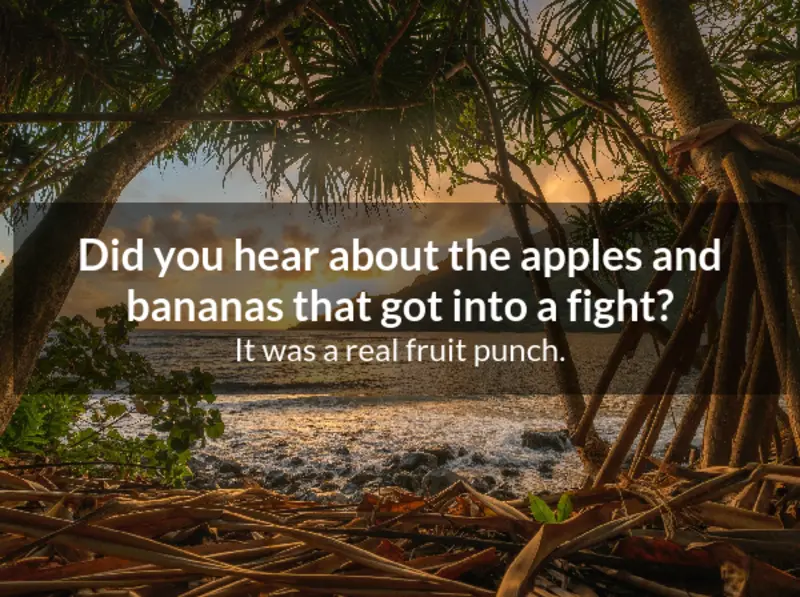 Did you hear about the apples and
bananas that got into a fight?
It was a real fruit punch.